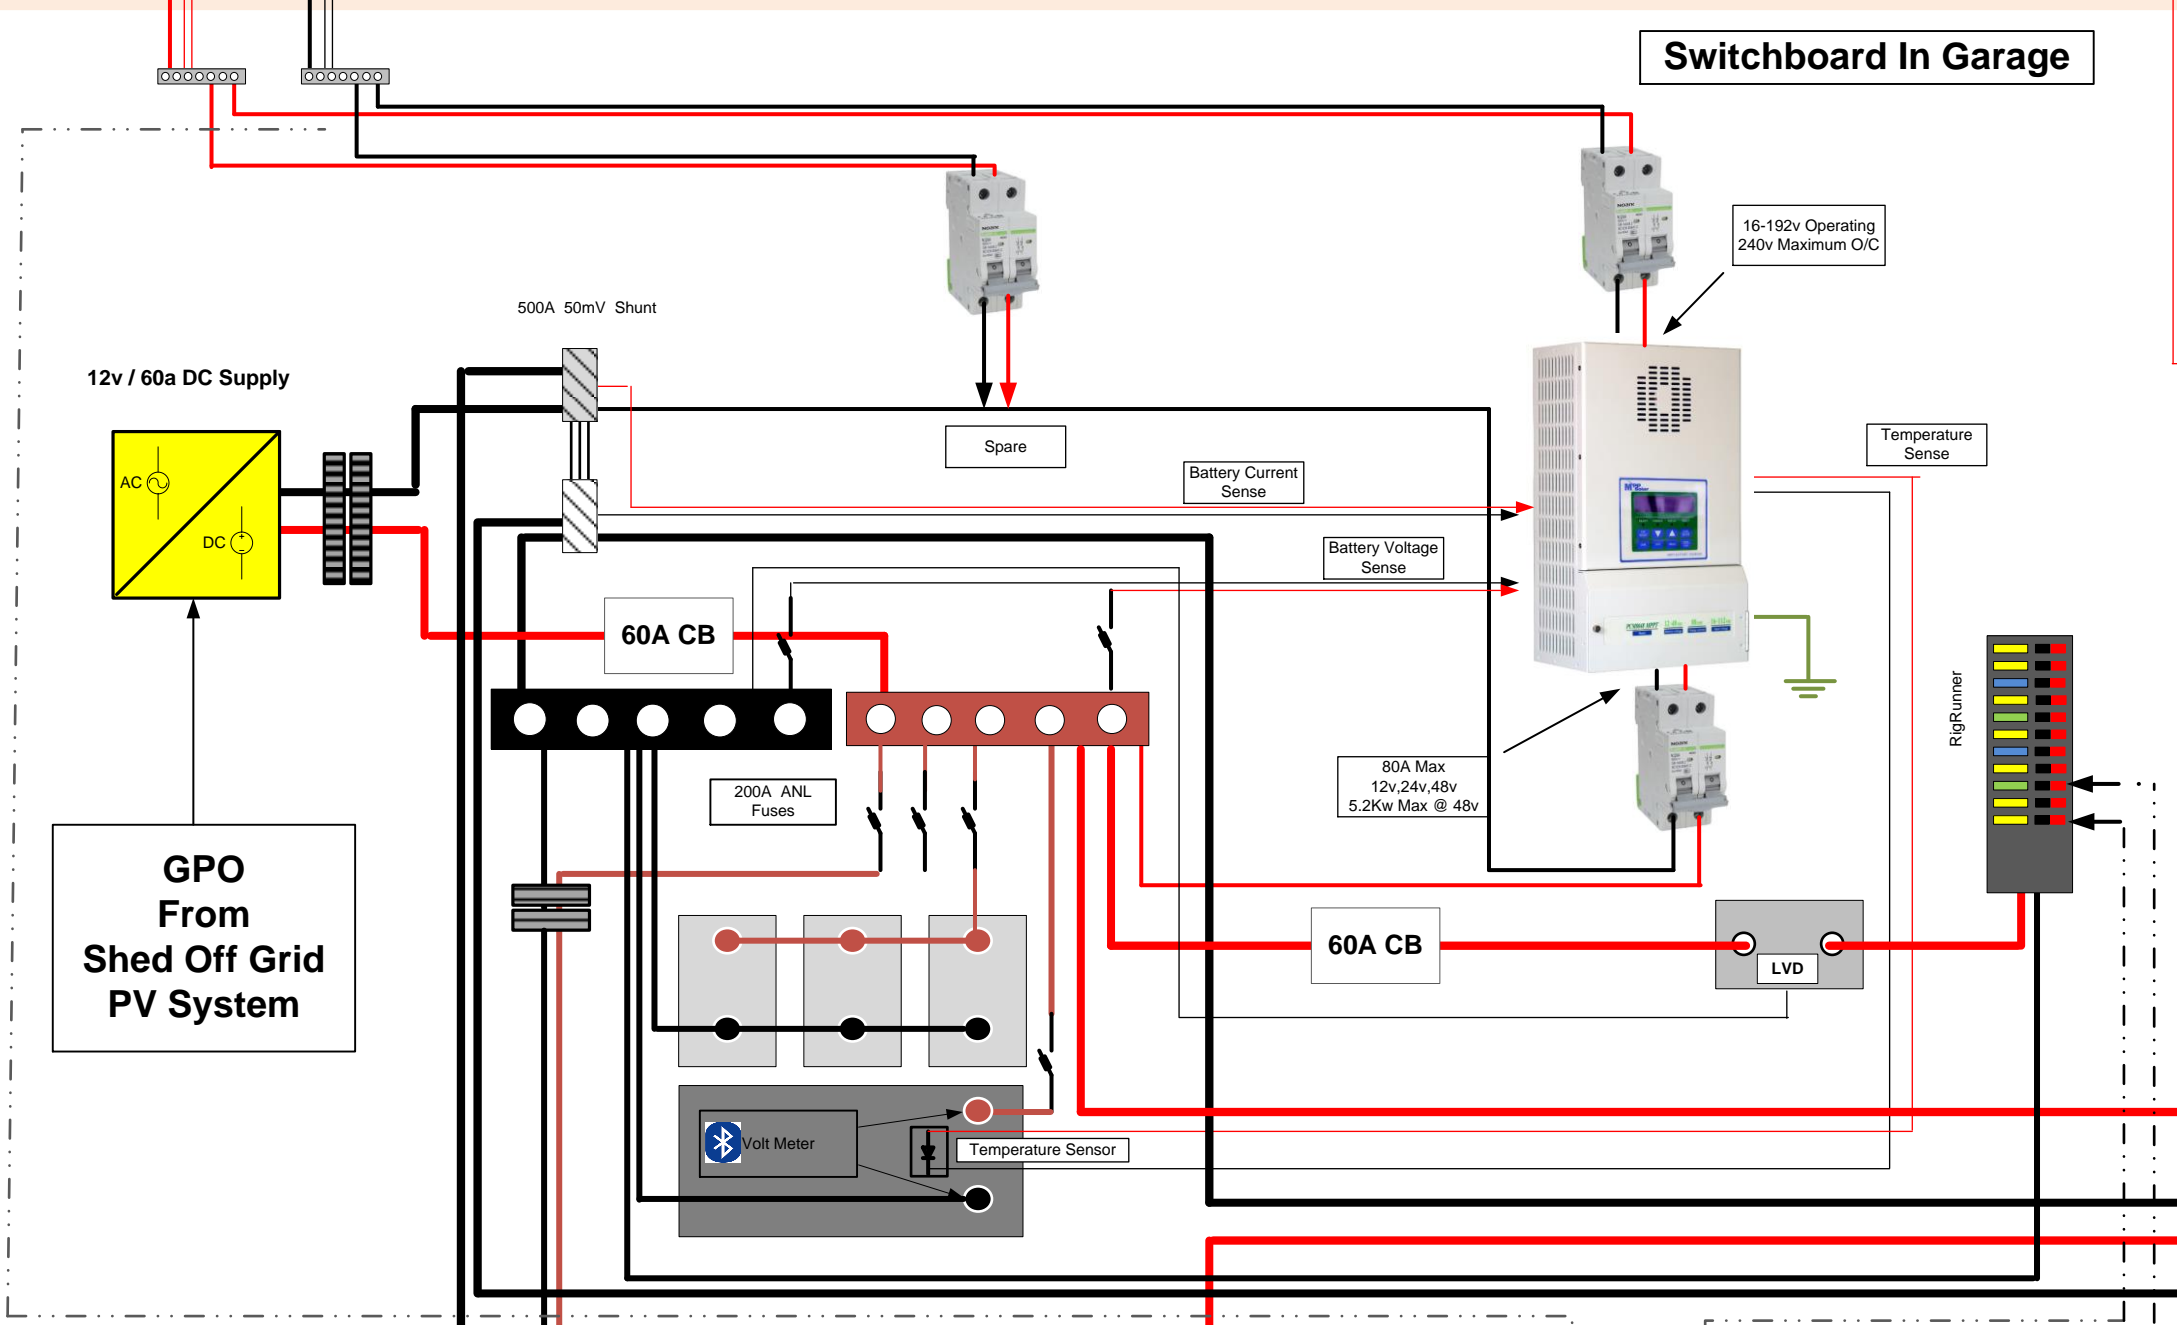 Switchboard In Garage
16-192v Operating
240v Maximum O/C
500A  50mV  Shunt
12v / 60a DC Supply
AC
DC
Spare
Battery Current
Sense
Temperature
Sense
Battery Voltage
Sense
60A CB
RigRunner
200A  ANL
Fuses
80A Max
12v,24v,48v
5.2Kw Max @ 48v
GPO
From
Shed Off Grid
PV System
60A CB
LVD
Volt Meter
Temperature Sensor